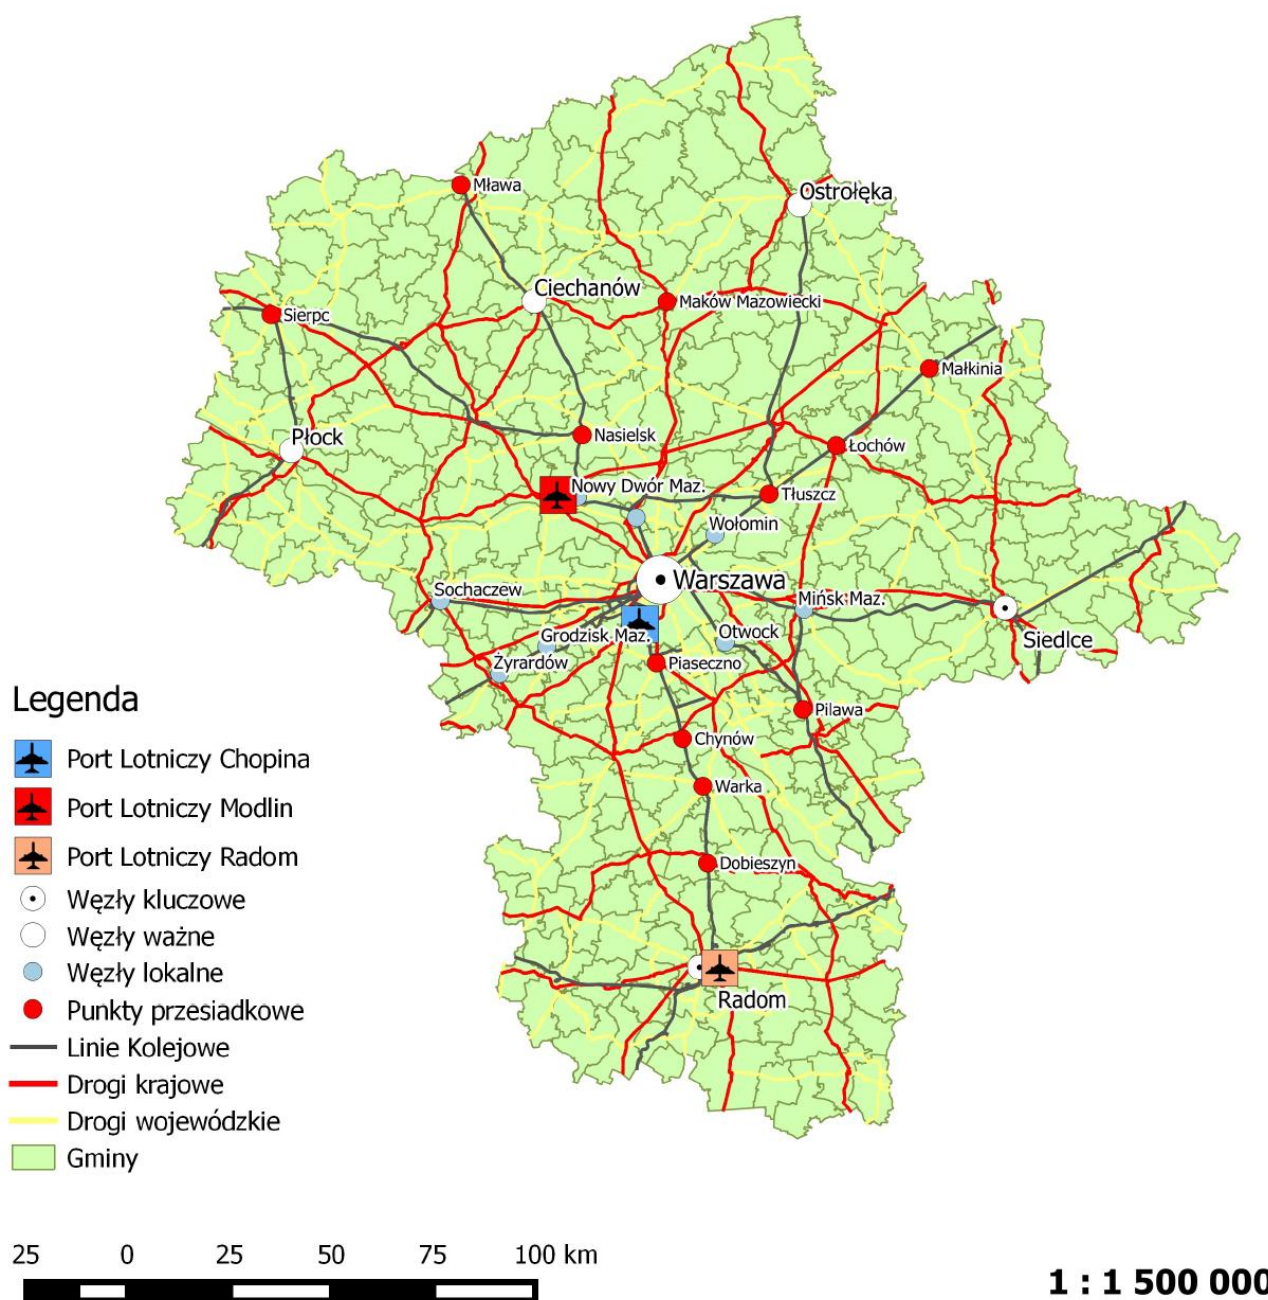 Mława
Ostrołęka
Ciechanów
Maków Mazowiecki
Sierpc
Małkinia
Płock
Nasielsk
Łochów
Nowy Dwór Maz.
Tłuszcz
Wołomin
Warszawa
Sochaczew
Mińsk Maz.
Grodzisk Maz.
Otwock
Siedlce
Żyrardów
Piaseczno
Pilawa
Chynów
Warka
Dobieszyn
Radom
Legenda
Port Lotniczy Chopina
Port Lotniczy Modlin
Port Lotniczy Radom
Węzły kluczowe
Węzły ważne
Węzły lokalne
Punkty przesiadkowe
Linie Kolejowe
Drogi krajowe
Drogi wojewódzkie
Gminy
25 0 25 50 75 100 km
1 : 1 500 000